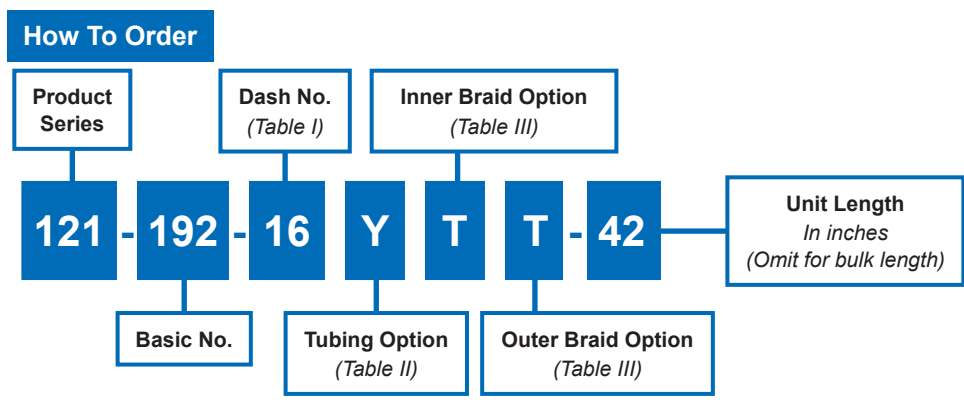 How To Order
Product
Series
Dash No.
(Table I)
Inner Braid Option
(Table III)
121 - 192 - 16 Y T T - 42
Unit Length
In inches
(Omit for bulk length)
Basic No.
Tubing Option
(Table II)
Outer Braid Option
(Table III)